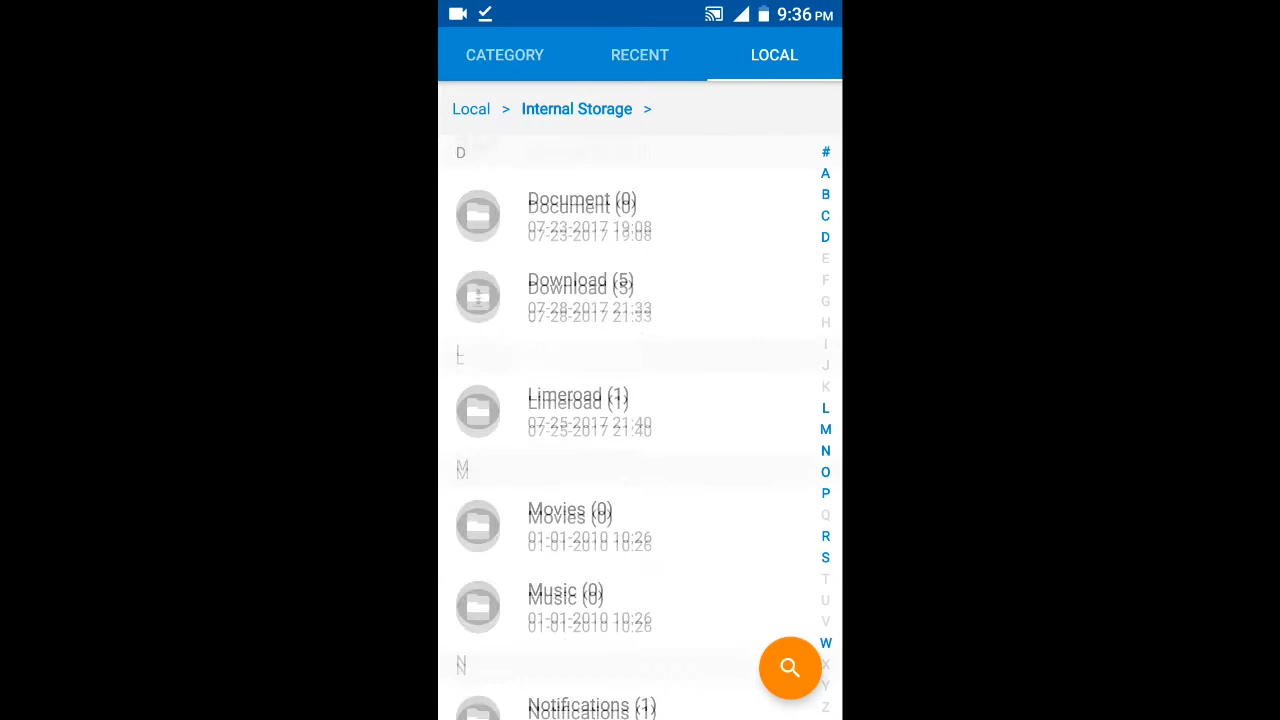 9:36 PM
CATEGORY RECENT LOCAL
Local > Internal Storage >
D
Document (0)
07-23-2017 19:08
Download (5)
07-28-2017 21:33
L
Limeroad (1)
07-25-2017 21:40
M
Movies (0)
01-01-2010 10:26
Music (0)
01-01-2010 10:26
N
Notifications (1)
#
A
B
C
D
E
F
G
H
I
J
K
L
M
N
O
P
Q
R
S
T
U
V
W
X
Y
Z